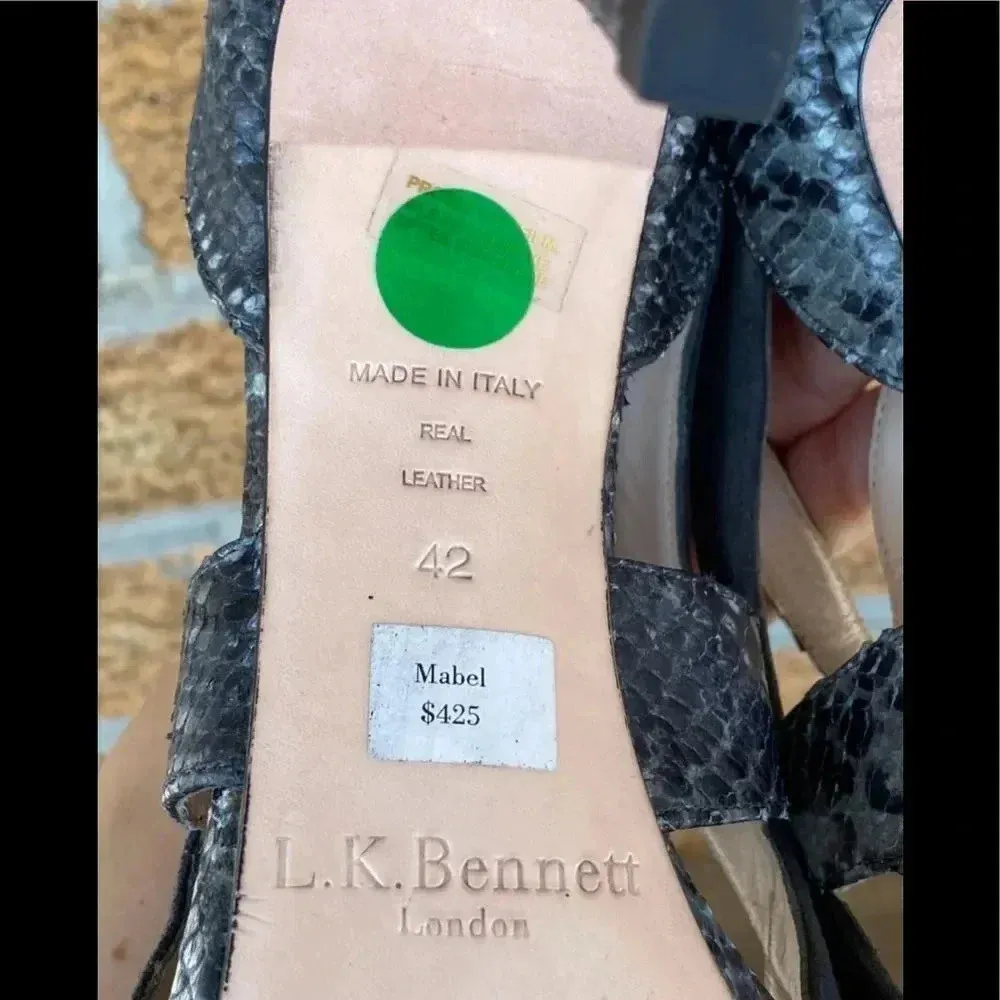 MADE IN ITALY
REAL
LEATHER
42
Mabel
$425
L.K.Bennett
London